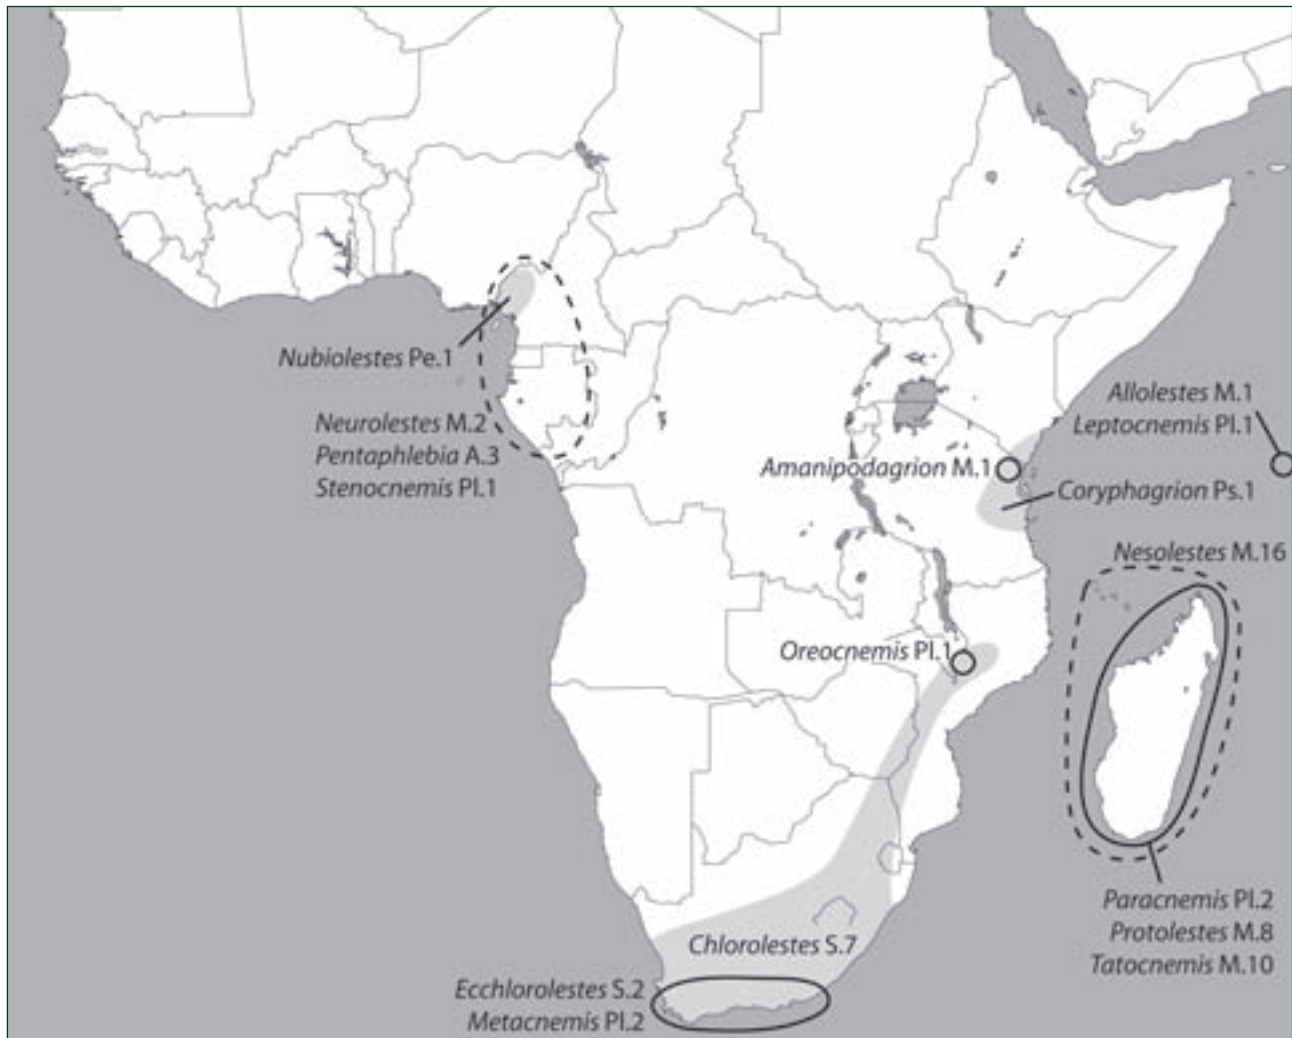 Nubiolestes Pe.1
Neurolestes M.2
Pentaphlebia A.3
Stenocnemis Pl.1
Allolestes M.1
Leptocnemis Pl.1
Amanipodagrion M.1
Coryphagrion Ps.1
Nesolestes M.16
Oreocnemis Pl.1
Paracnemis Pl.2
Protolestes M.8
Tatocnemis M.10
Chlorolestes S.7
Ecchlorolestes S.2
Metacnemis Pl.2